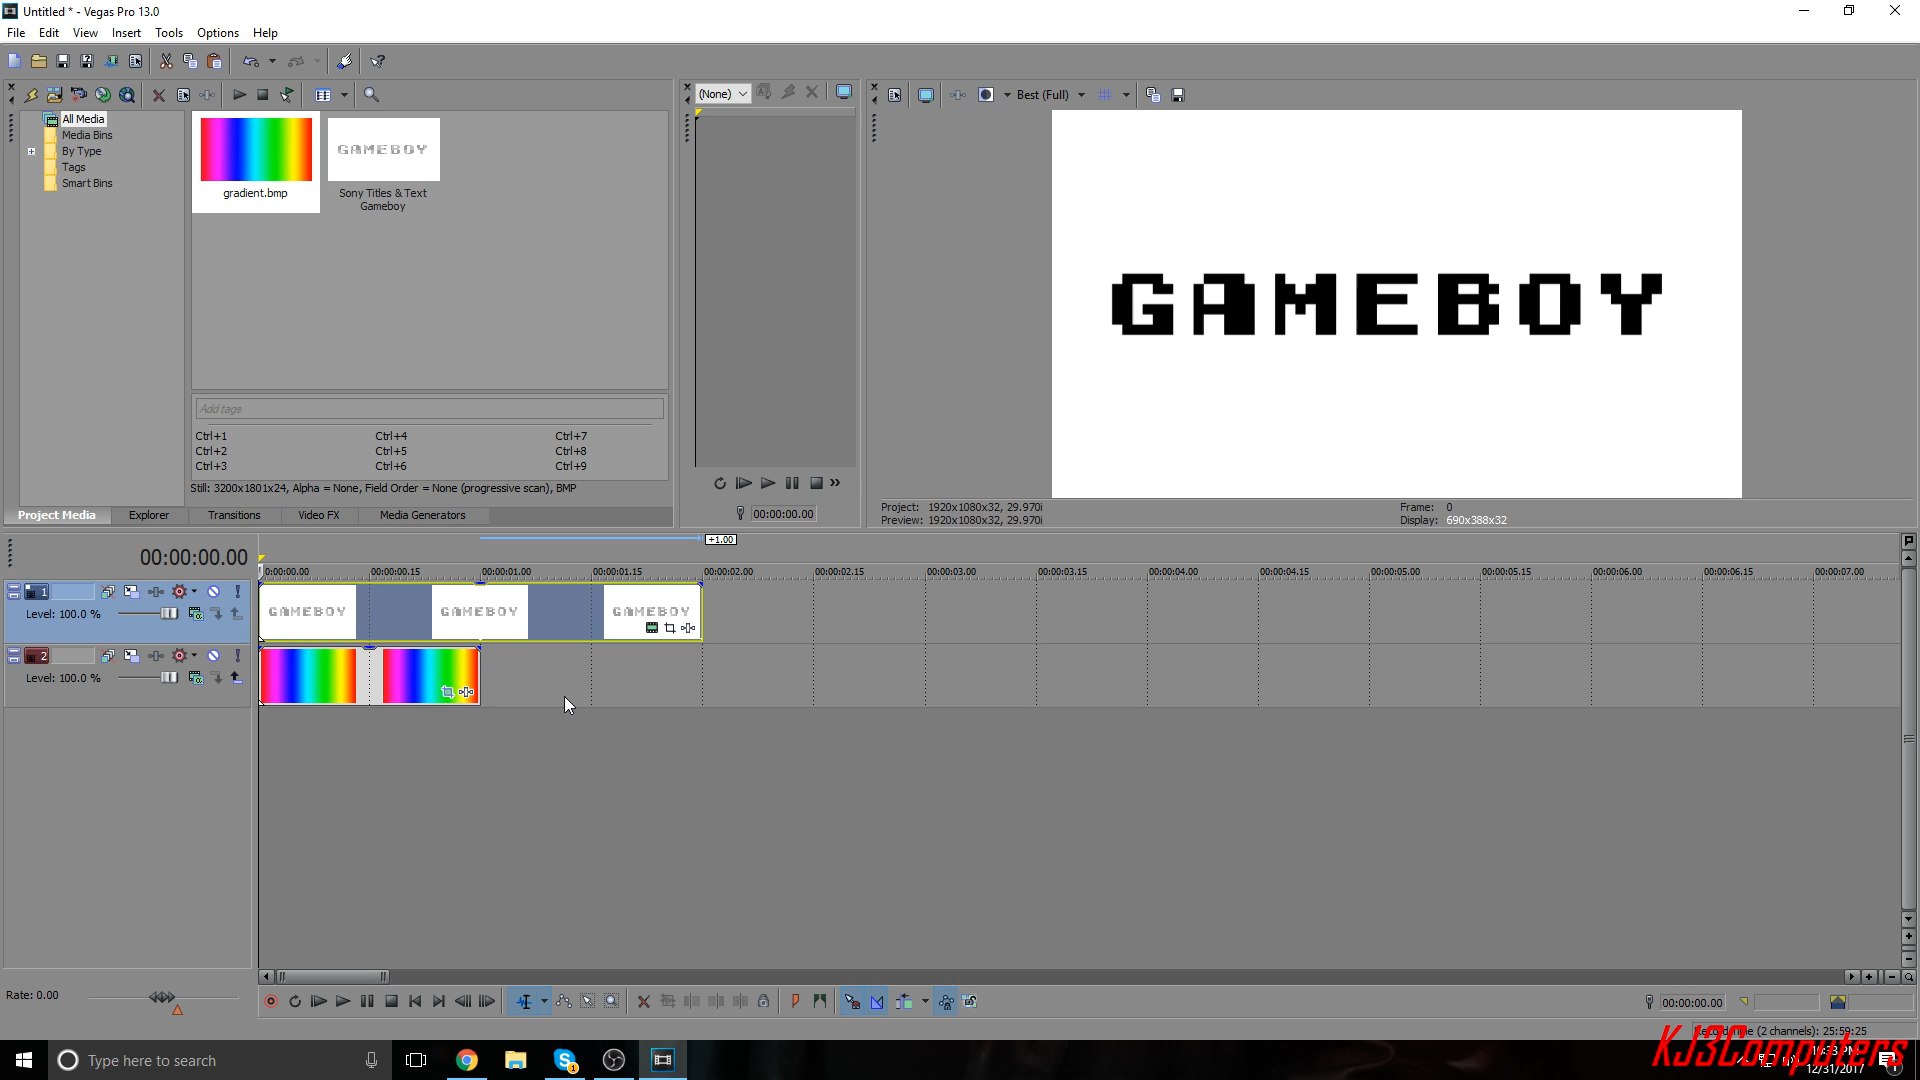 Untitled * - Vegas Pro 13.0
File Edit View Insert Tools Options Help
(None)
Best (Full)
All Media
Media Bins
By Type
Tags
Smart Bins
GAMEBOY
gradient.bmp
Sony Titles & Text
Gameboy
GAMEBOY
Add tags
Ctrl+1 Ctrl+4 Ctrl+7
Ctrl+2 Ctrl+5 Ctrl+8
Ctrl+3 Ctrl+6 Ctrl+9
Still: 3200x1801x24, Alpha = None, Field Order = None (progressive scan), BMP
Project Media Explorer Transitions Video FX Media Generators
00:00:00.00
Project: 1920x1080x32, 29.970i
Preview: 1920x1080x32, 29.970i
Frame: 0
Display: 690x388x32
+1.00
00:00:00.00
0:00:00.00 00:00:00.15 00:00:01.00 00:00:01.15 00:00:02.00 00:00:02.15 00:00:03.00 00:00:03.15 00:00:04.00 00:00:04.15 00:00:05.00 00:00:05.15 00:00:06.00 00:00:06.15 00:00:07.00
1
Level: 100.0 %
GAMEBOY GAMEBOY GAMEBOY
2
Level: 100.0 %
Rate: 0.00
00:00:00.00
(2 channels): 25:59:25
KJ3Computers
Type here to search
12/31/2017